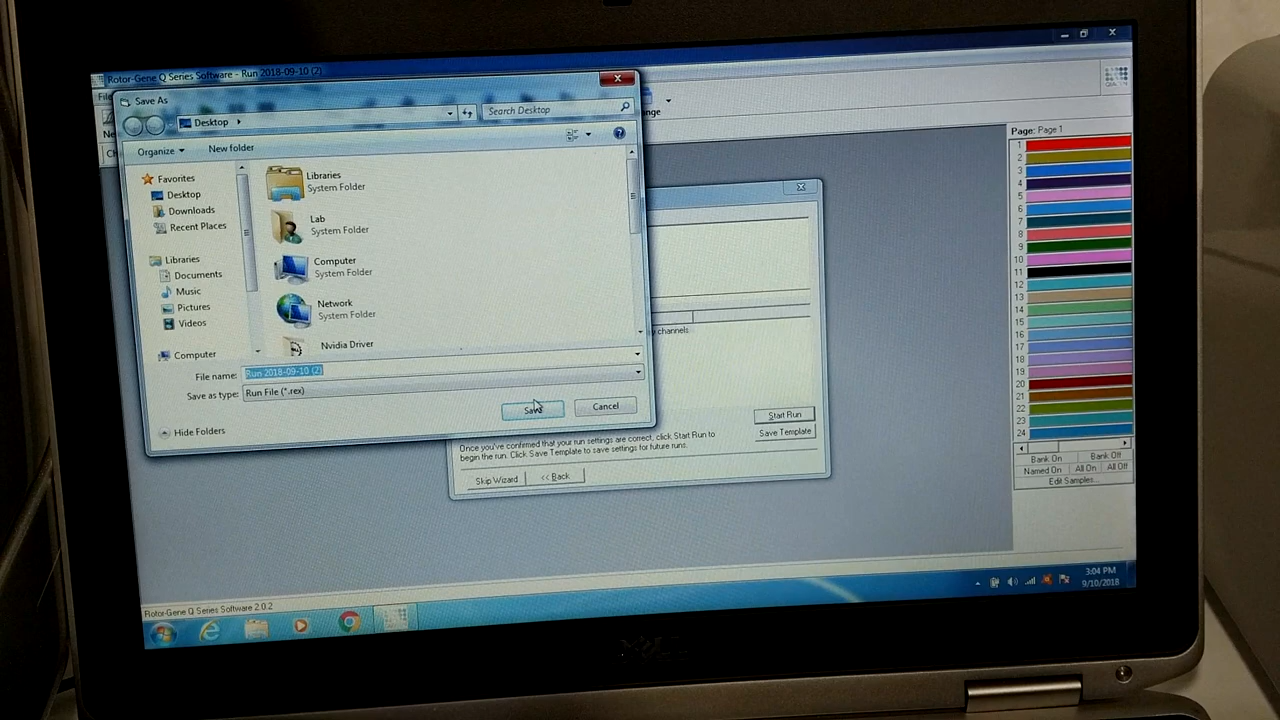 Rotor-Gene Q Series Software - Run 2018-09-10 (2)
Save As
Desktop
Search Desktop
Organize
New folder
Favorites
Desktop
Downloads
Recent Places
Libraries
Documents
Music
Pictures
Videos
Computer
Libraries
System Folder
Lab
System Folder
Computer
System Folder
Network
System Folder
Nvidia Driver
File name: Run 2018-09-10 (2)
Save as type: Run File (*.rex)
Save
Cancel
Hide Folders
channels
Start Run
Save Template
Once you've confirmed that your run settings are correct, click Start Run to
begin the run. Click Save Template to save settings for future runs.
Skip Wizard
<< Back
Page: Page 1
1
2
3
4
5
6
7
8
9
10
11
12
13
14
15
16
17
18
19
20
21
22
23
24
Bank On
Bank Off
Named On
All On
All Off
Edit Samples...
Rotor-Gene Q Series Software 2.0.2
3:04 PM
9/10/2018
DELL